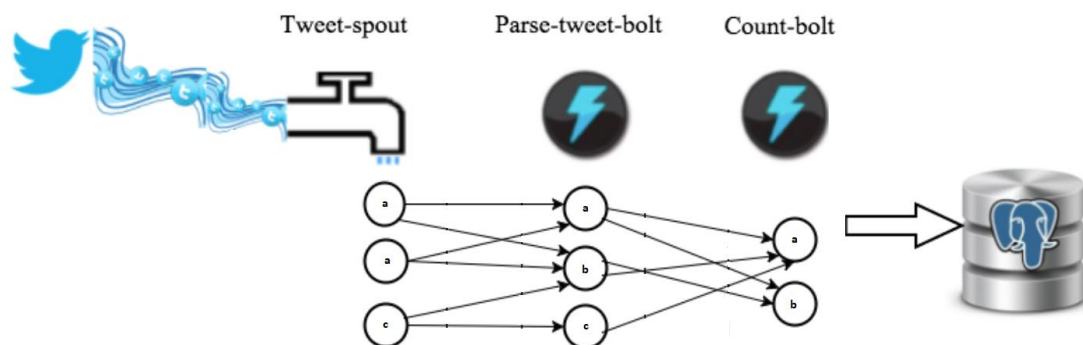 Tweet-spout Parse-tweet-bolt Count-bolt
a a
a
a b
b
c c